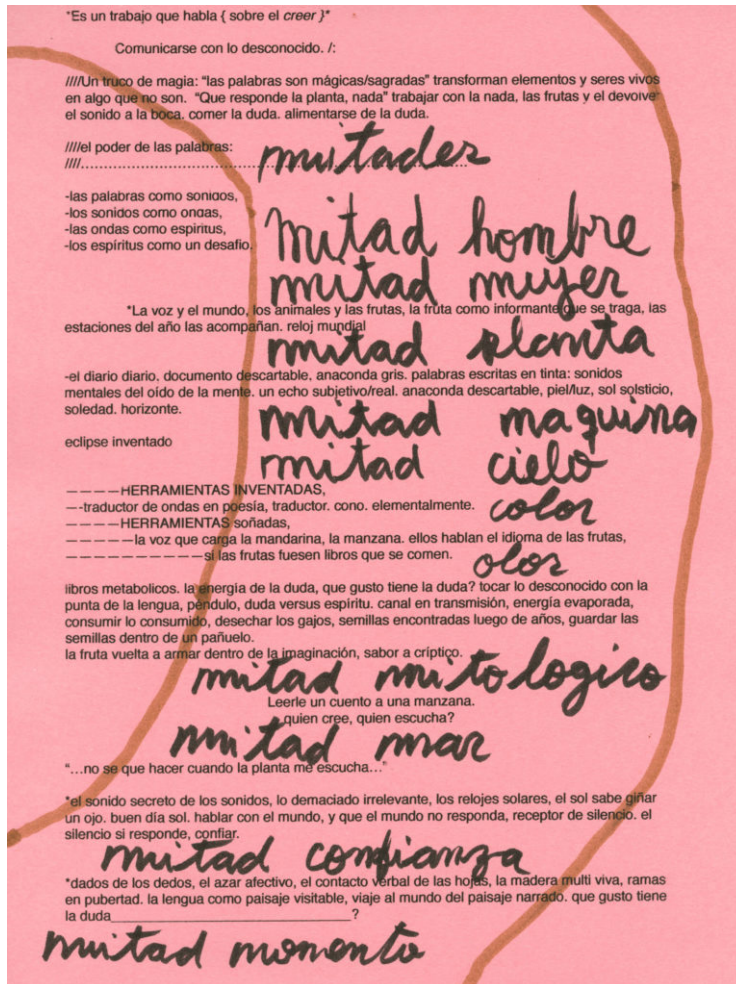 *Es un trabajo que habla { sobre el creer }*
Comunicarse con lo desconocido. /:
////Un truco de magia: “las palabras son mágicas/sagradas” transforman elementos y seres vivos
en algo que no son. “Que responde la planta, nada” trabajar con la nada, las frutas y el devolver
el sonido a la boca. comer la duda. alimentarse de la duda.
////el poder de las palabras:
////.......................................................................................
mitades
-las palabras como sonidos,
-los sonidos como ondas,
-las ondas como espiritus,
-los espíritus como un desafio.
mitad hombre
mitad mujer
*La voz y el mundo, los animales y las frutas, la fruta como informante que se traga, las
estaciones del año las acompañan. reloj mundial
mitad planta
-el diario diario. documento descartable, anaconda gris. palabras escritas en tinta: sonidos
mentales del oído de la mente. un echo subjetivo/real. anaconda descartable, piel/luz, sol solsticio,
soledad. horizonte.
mitad maquina
eclipse inventado
mitad cielo
————HERRAMIENTAS INVENTADAS,
—-traductor de ondas en poesía, traductor. cono. elementalmente.
color
————HERRAMIENTAS soñadas,
—————la voz que carga la mandarina, la manzana. ellos hablan el idioma de las frutas,
——————————si las frutas fuesen libros que se comen.
olor
libros metabolicos. la energía de la duda, que gusto tiene la duda? tocar lo desconocido con la
punta de la lengua, péndulo, duda versus espíritu. canal en transmisión, energía evaporada,
consumir lo consumido, desechar los gajos, semillas encontradas luego de años, guardar las
semillas dentro de un pañuelo.
la fruta vuelta a armar dentro de la imaginación, sabor a críptico.
mitad mitologico
Leerle un cuento a una manzana.
quien cree, quien escucha?
mitad mar
“...no se que hacer cuando la planta me escucha...”
*el sonido secreto de los sonidos, lo demaciado irrelevante, los relojes solares, el sol sabe giñar
un ojo. buen día sol. hablar con el mundo, y que el mundo no responda, receptor de silencio. el
silencio si responde, confiar.
mitad confianza
*dados de los dedos, el azar afectivo, el contacto verbal de las hojas, la madera multi viva, ramas
en pubertad. la lengua como paisaje visitable, viaje al mundo del paisaje narrado. que gusto tiene
la duda______________________________?
mitad momento